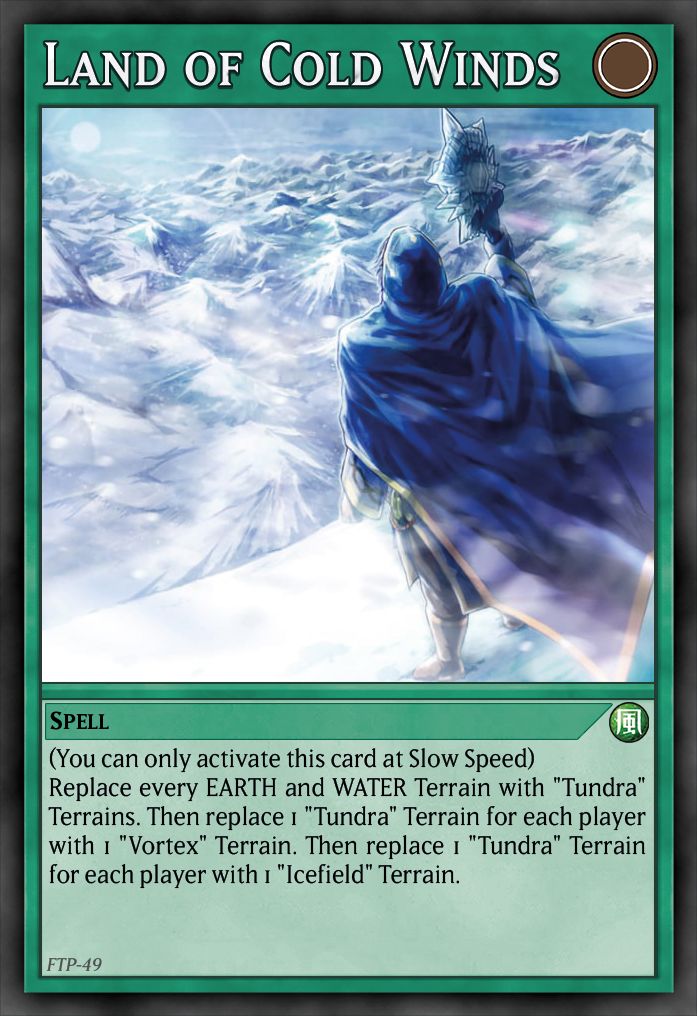 Land of Cold Winds
Spell
風
(You can only activate this card at Slow Speed)
Replace every EARTH and WATER Terrain with "Tundra"
Terrains. Then replace 1 "Tundra" Terrain for each player
with 1 "Vortex" Terrain. Then replace 1 "Tundra" Terrain
for each player with 1 "Icefield" Terrain.
FTP-49